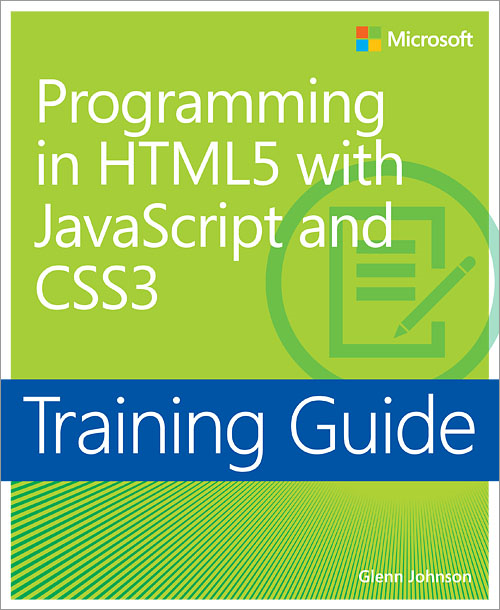 Microsoft
Programming
in HTML5 with
JavaScript and
CSS3
Training Guide
Glenn Johnson